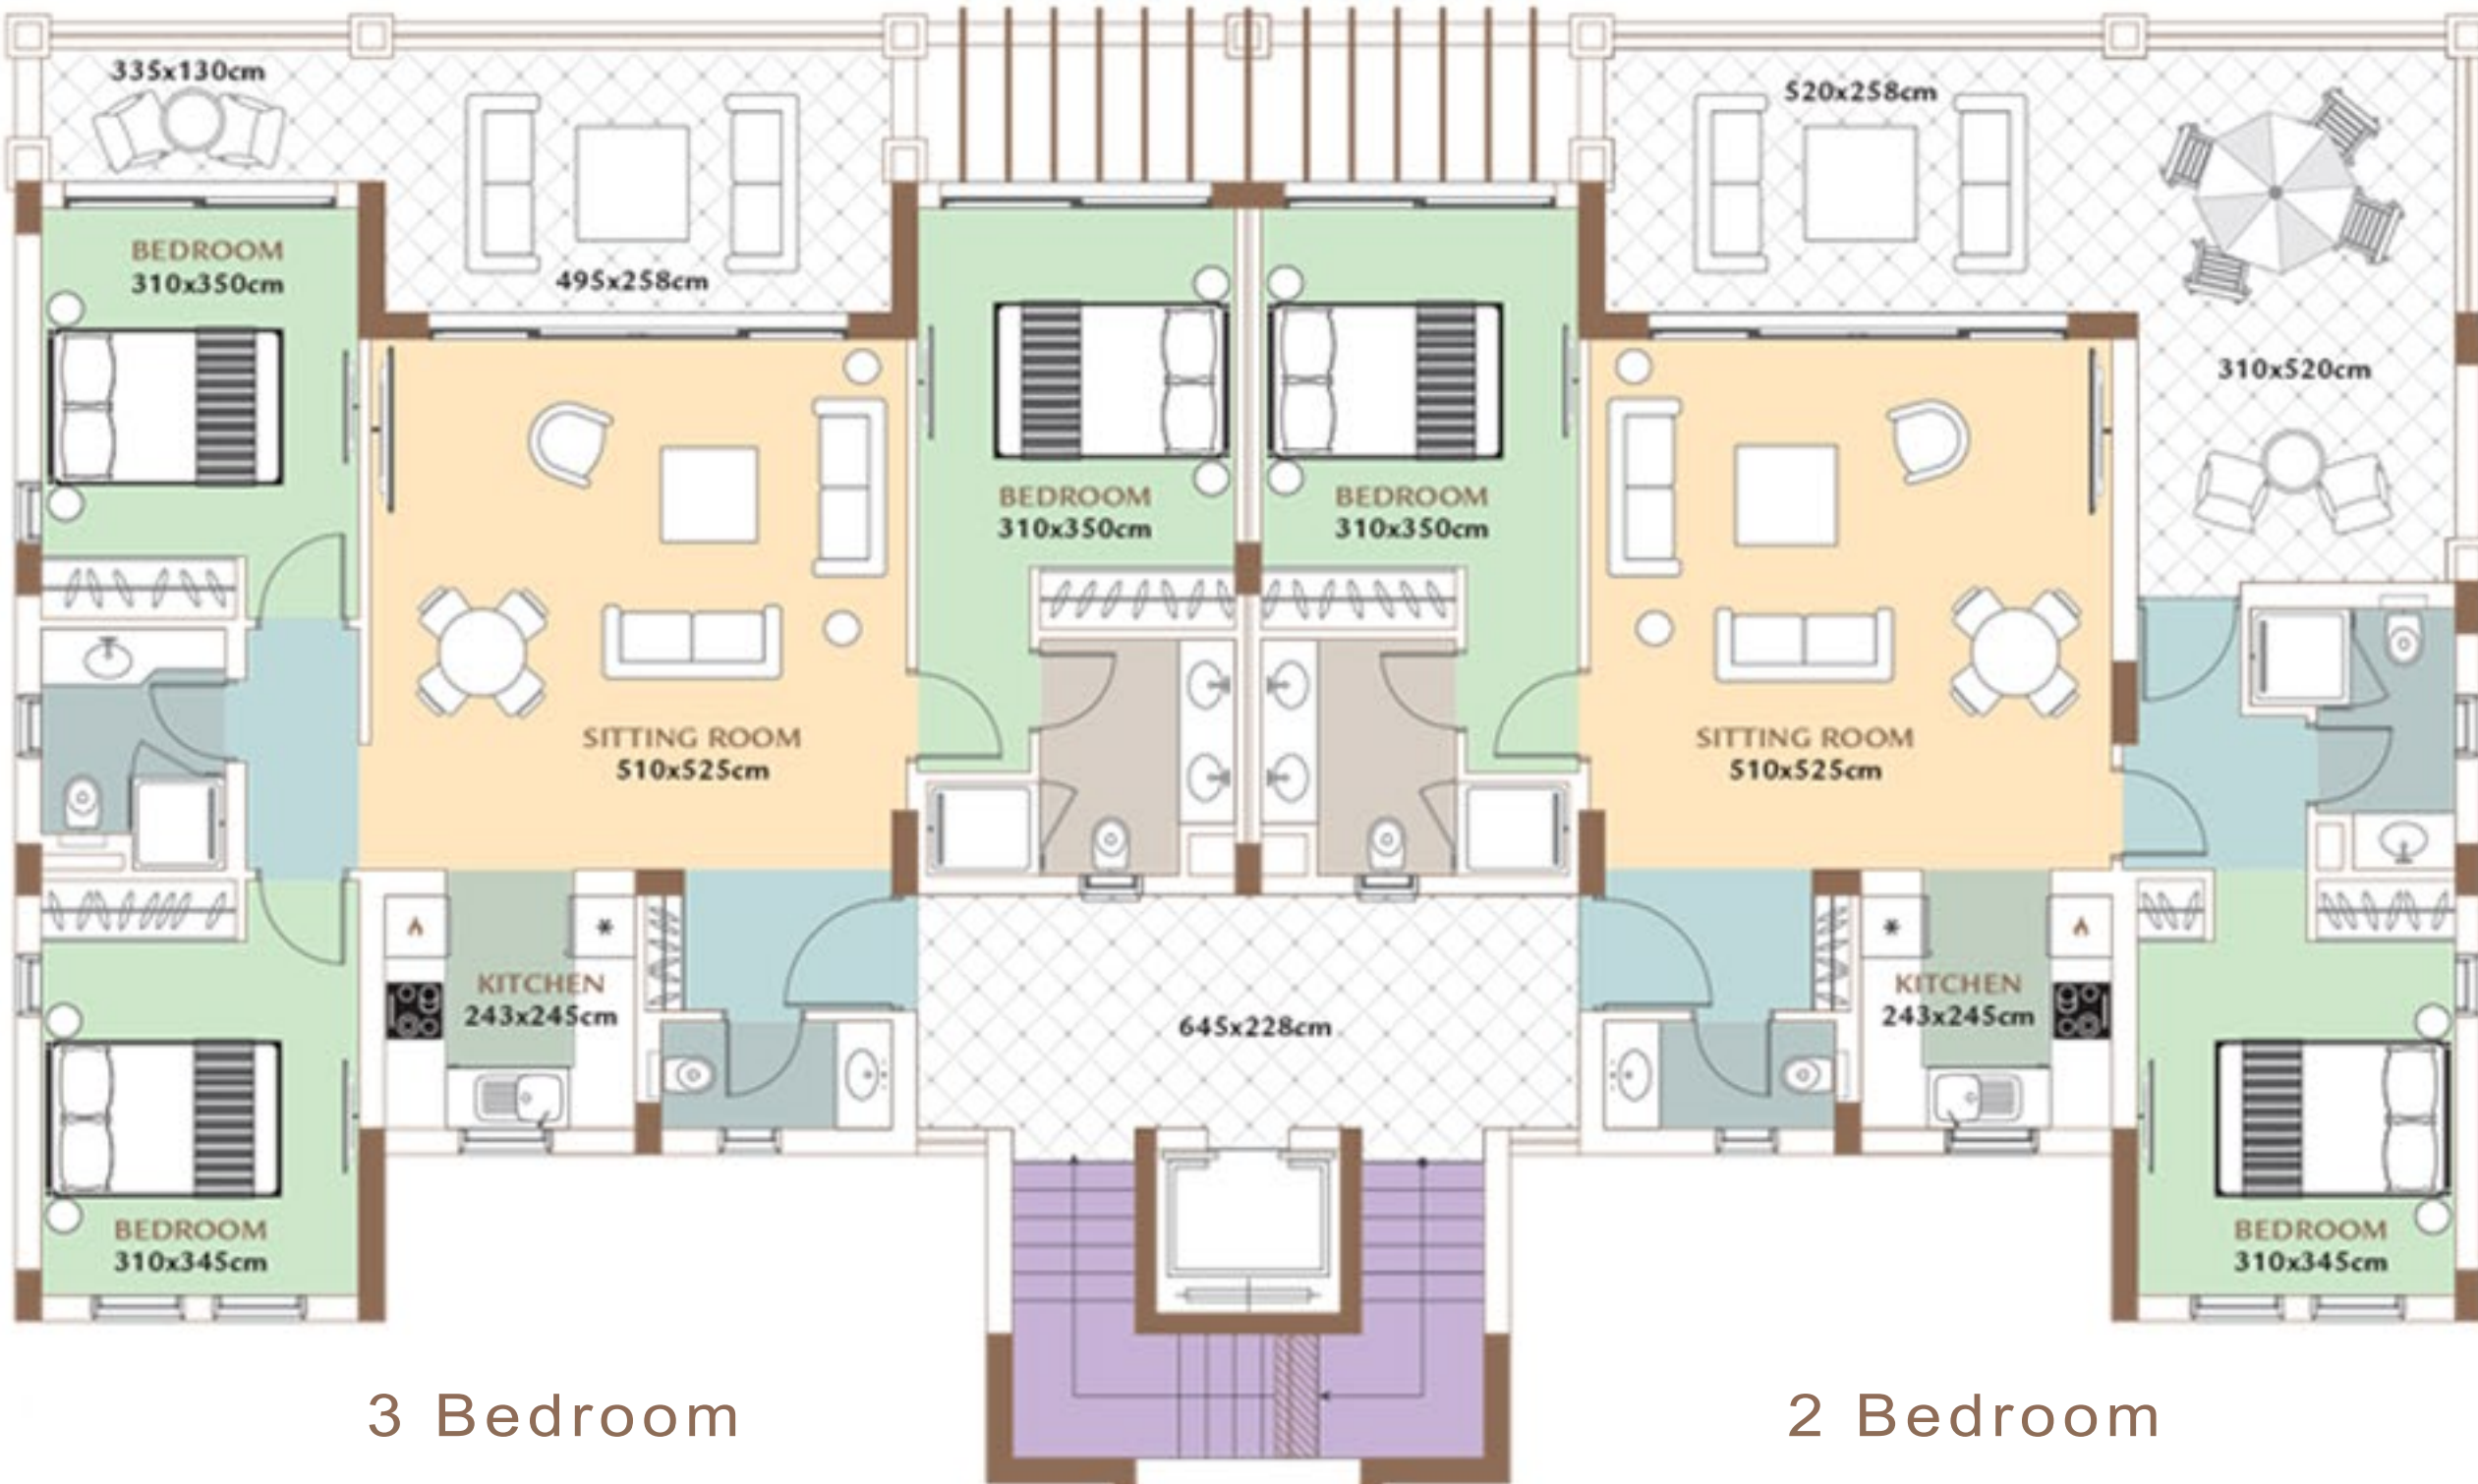 335x130cm
520x258cm
BEDROOM
310x350cm
495x258cm
310x520cm
BEDROOM
310x350cm
BEDROOM
310x350cm
SITTING ROOM
510x525cm
SITTING ROOM
510x525cm
KITCHEN
243x245cm
645x228cm
KITCHEN
243x245cm
BEDROOM
310x345cm
BEDROOM
310x345cm
3 Bedroom
2 Bedroom